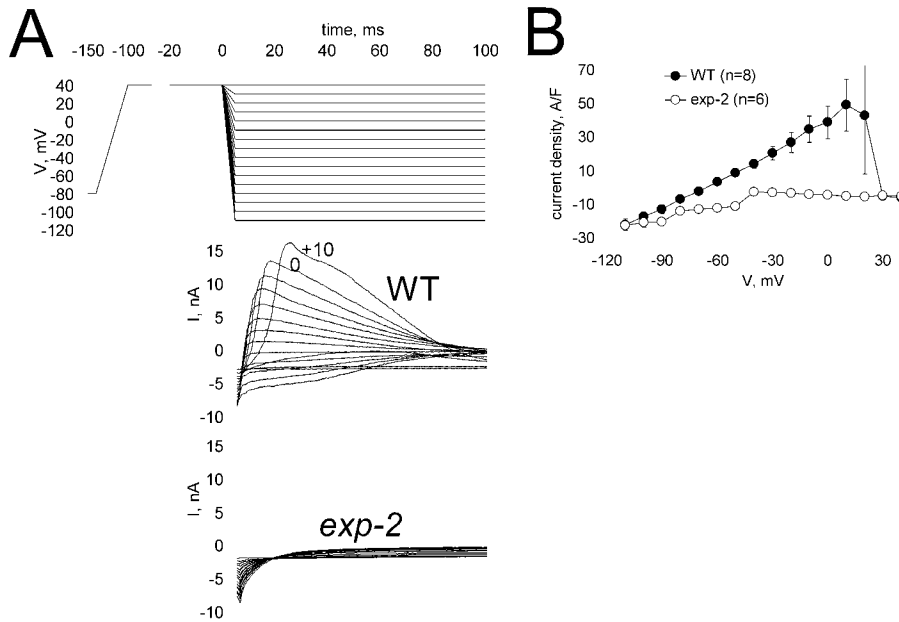 A
time, ms
-150 -100 -20 0 20 40 60 80 100
V, mV
40
20
0
-20
-40
-60
-80
-100
-120
I, nA
15
10
5
0
-5
-10
+10
0
WT
I, nA
15
10
5
0
-5
-10
exp-2
B
current density, A/F
70
50
30
10
-10
-30
WT (n=8)
exp-2 (n=6)
-120 -90 -60 -30 0 30
V, mV